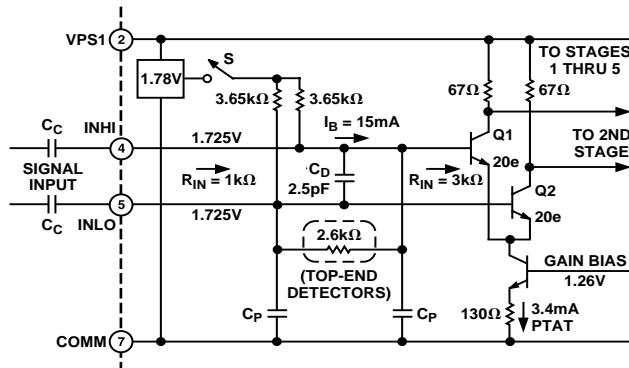 VPS1
2
1.78V
S
3.65kΩ
3.65kΩ
67Ω
67Ω
TO STAGES
1 THRU 5
CC
INHI
4
1.725V
IB = 15mA
Q1
20e
TO 2ND
STAGE
SIGNAL
INPUT
RIN = 1kΩ
CD
2.5pF
RIN = 3kΩ
Q2
20e
CC
INLO
5
1.725V
2.6kΩ
(TOP-END
DETECTORS)
GAIN BIAS
1.26V
CP
CP
130Ω
3.4mA
PTAT
COMM
7